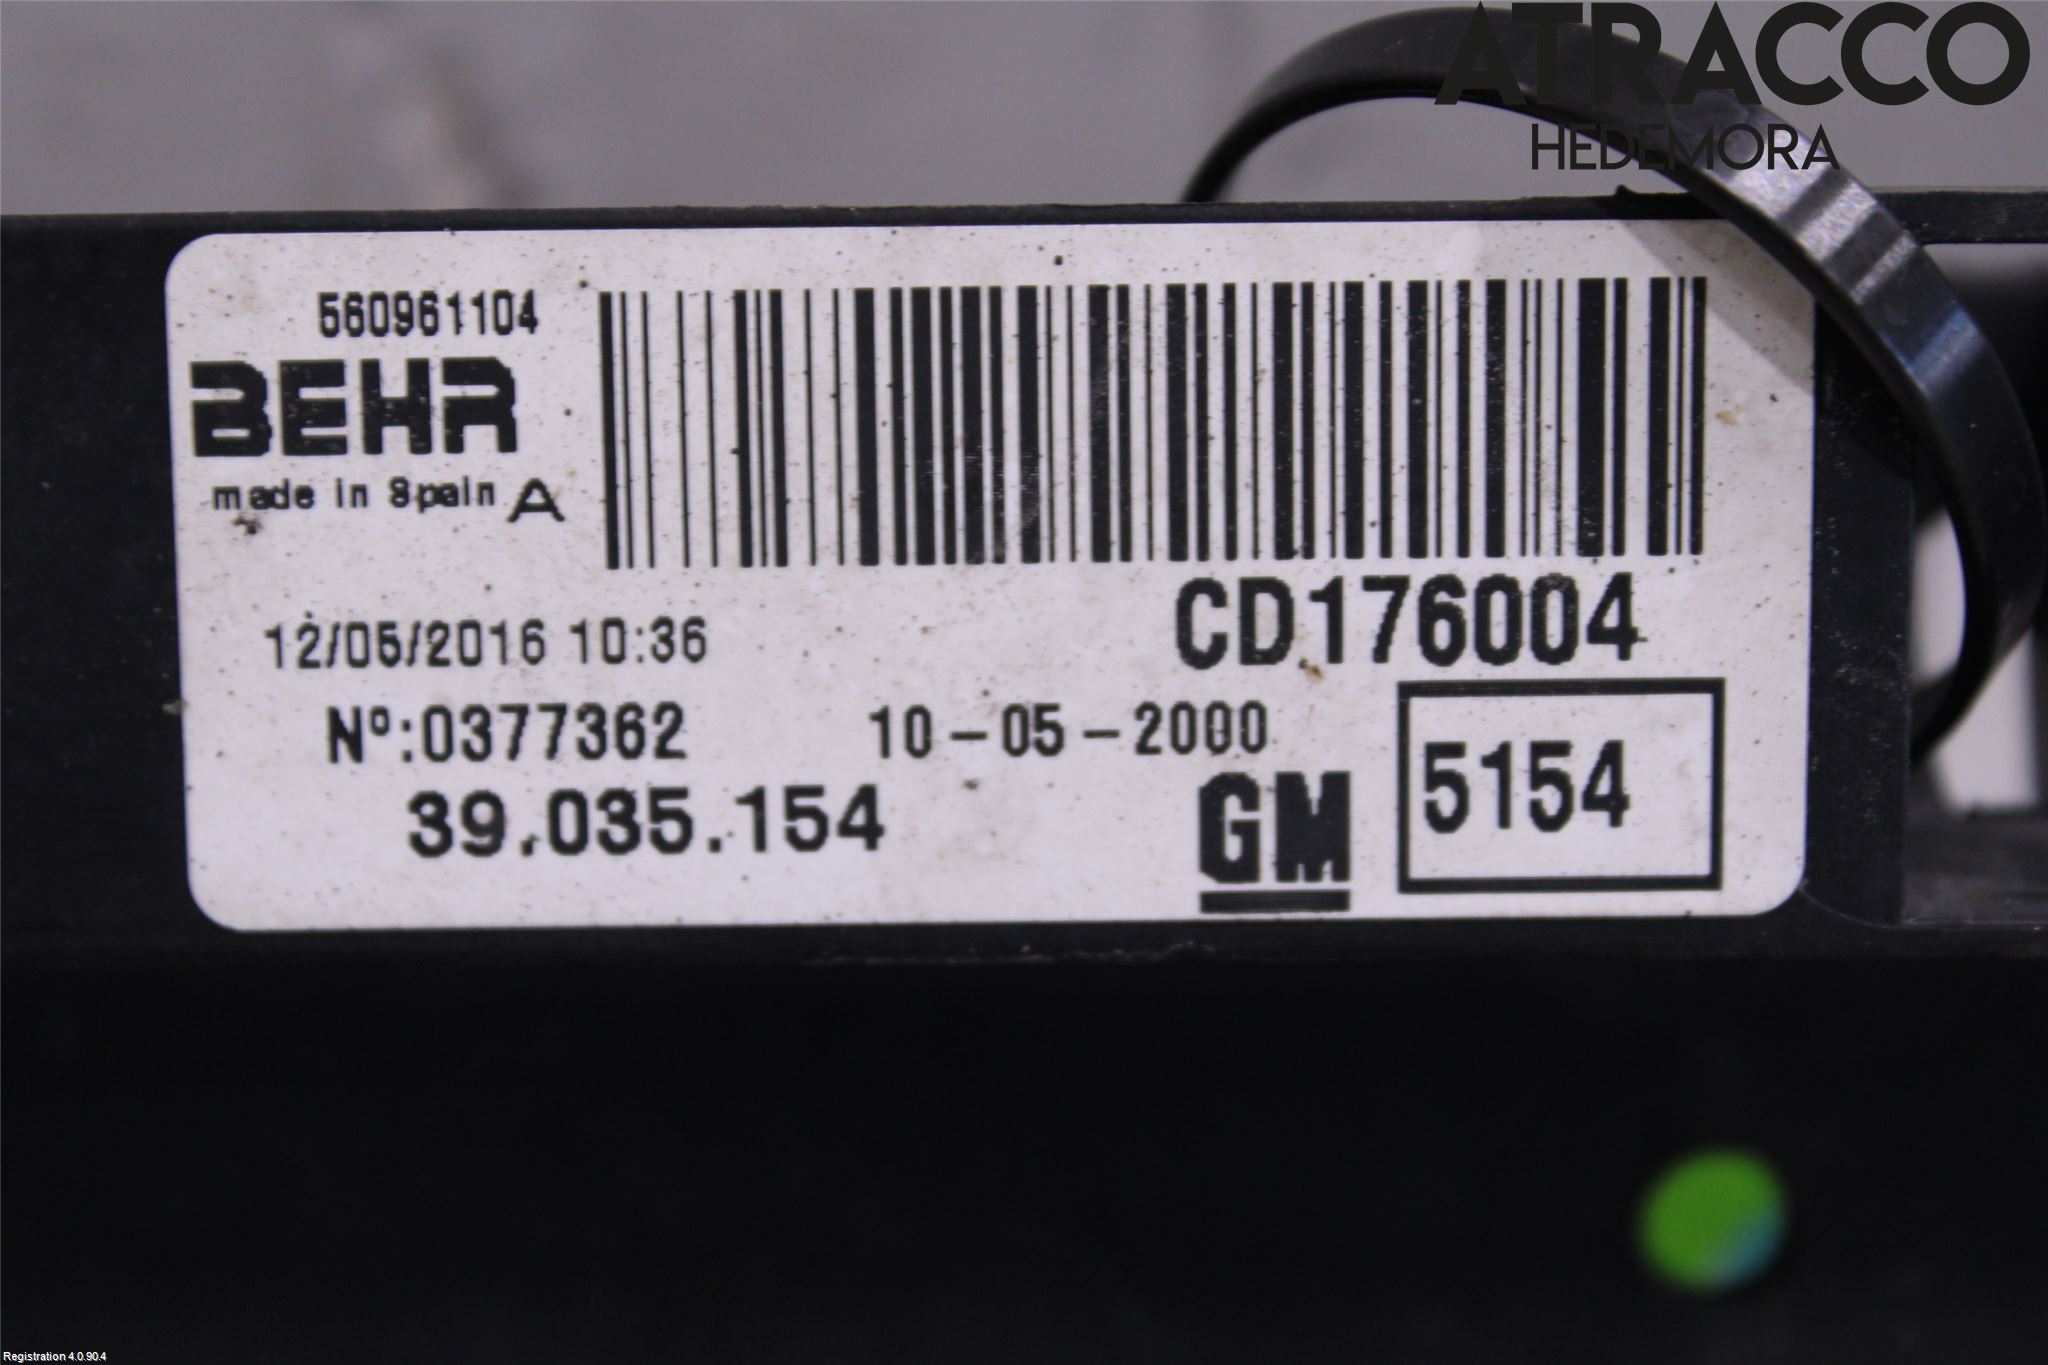 ATRACCO
HEDEMORA
560961104
BEHR
made in Spain A
CD176004
12/05/2016 10:36
Nº:0377362
10-05-2000
39.035.154
GM
5154
Registration 4.0.90.4